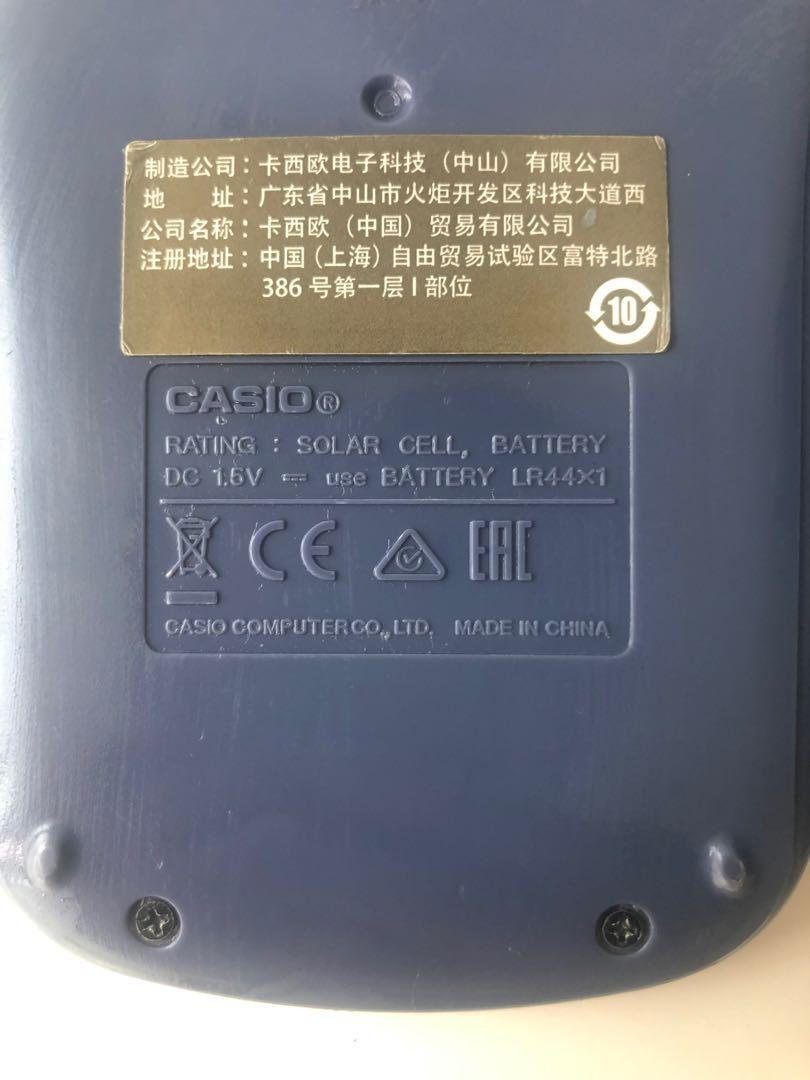 制造公司：卡西欧电子科技（中山）有限公司
地　　址：广东省中山市火炬开发区科技大道西
公司名称：卡西欧（中国）贸易有限公司
注册地址：中国（上海）自由贸易试验区富特北路
386 号第一层 I 部位
10
CASIO®
RATING : SOLAR CELL, BATTERY
DC 1.5V ⎓ use BATTERY LR44×1
CE EAC
CASIO COMPUTER CO., LTD. MADE IN CHINA